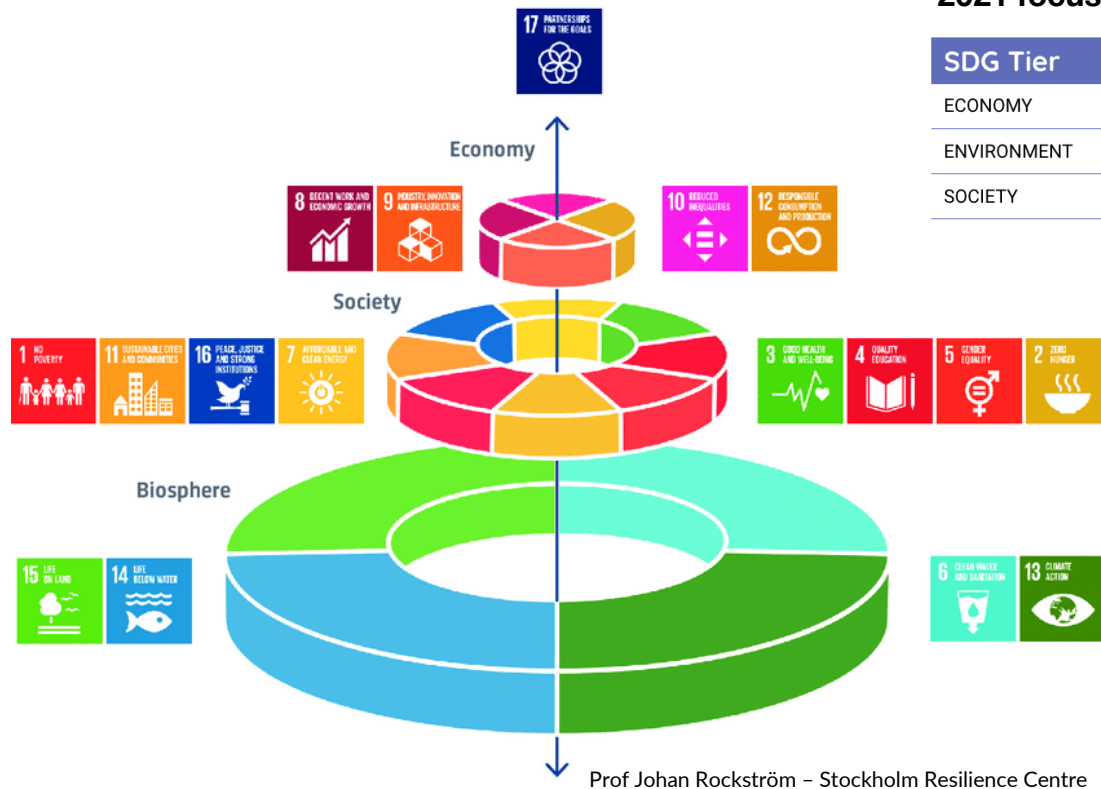 2021 focus
SDG Tier
ECONOMY
ENVIRONMENT
SOCIETY
17 PARTNERSHIPS
FOR THE GOALS
Economy
8 DECENT WORK AND
ECONOMIC GROWTH
9 INDUSTRY, INNOVATION
AND INFRASTRUCTURE
10 REDUCED
INEQUALITIES
12 RESPONSIBLE
CONSUMPTION
AND PRODUCTION
Society
1 NO
POVERTY
11 SUSTAINABLE CITIES
AND COMMUNITIES
16 PEACE, JUSTICE
AND STRONG
INSTITUTIONS
7 AFFORDABLE AND
CLEAN ENERGY
3 GOOD HEALTH
AND WELL-BEING
4 QUALITY
EDUCATION
5 GENDER
EQUALITY
2 ZERO
HUNGER
Biosphere
15 LIFE
ON LAND
14 LIFE
BELOW WATER
6 CLEAN WATER
AND SANITATION
13 CLIMATE
ACTION
Prof Johan Rockström – Stockholm Resilience Centre